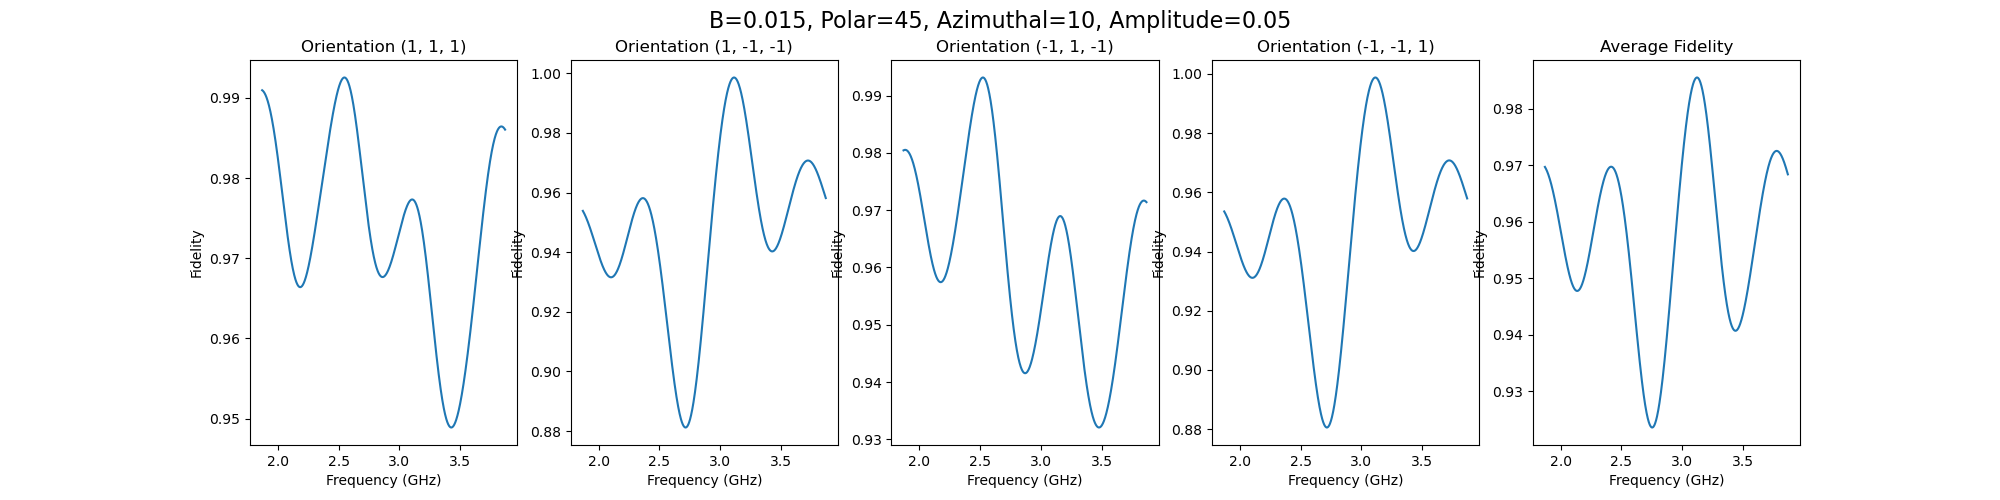 B=0.015, Polar=45, Azimuthal=10, Amplitude=0.05
Orientation (1, 1, 1)
Fidelity
0.99
0.98
0.97
0.96
0.95
2.0 2.5 3.0 3.5
Frequency (GHz)
Orientation (1, -1, -1)
Fidelity
1.00
0.98
0.96
0.94
0.92
0.90
0.88
2.0 2.5 3.0 3.5
Frequency (GHz)
Orientation (-1, 1, -1)
Fidelity
0.99
0.98
0.97
0.96
0.95
0.94
0.93
2.0 2.5 3.0 3.5
Frequency (GHz)
Orientation (-1, -1, 1)
Fidelity
1.00
0.98
0.96
0.94
0.92
0.90
0.88
2.0 2.5 3.0 3.5
Frequency (GHz)
Average Fidelity
Fidelity
0.98
0.97
0.96
0.95
0.94
0.93
2.0 2.5 3.0 3.5
Frequency (GHz)